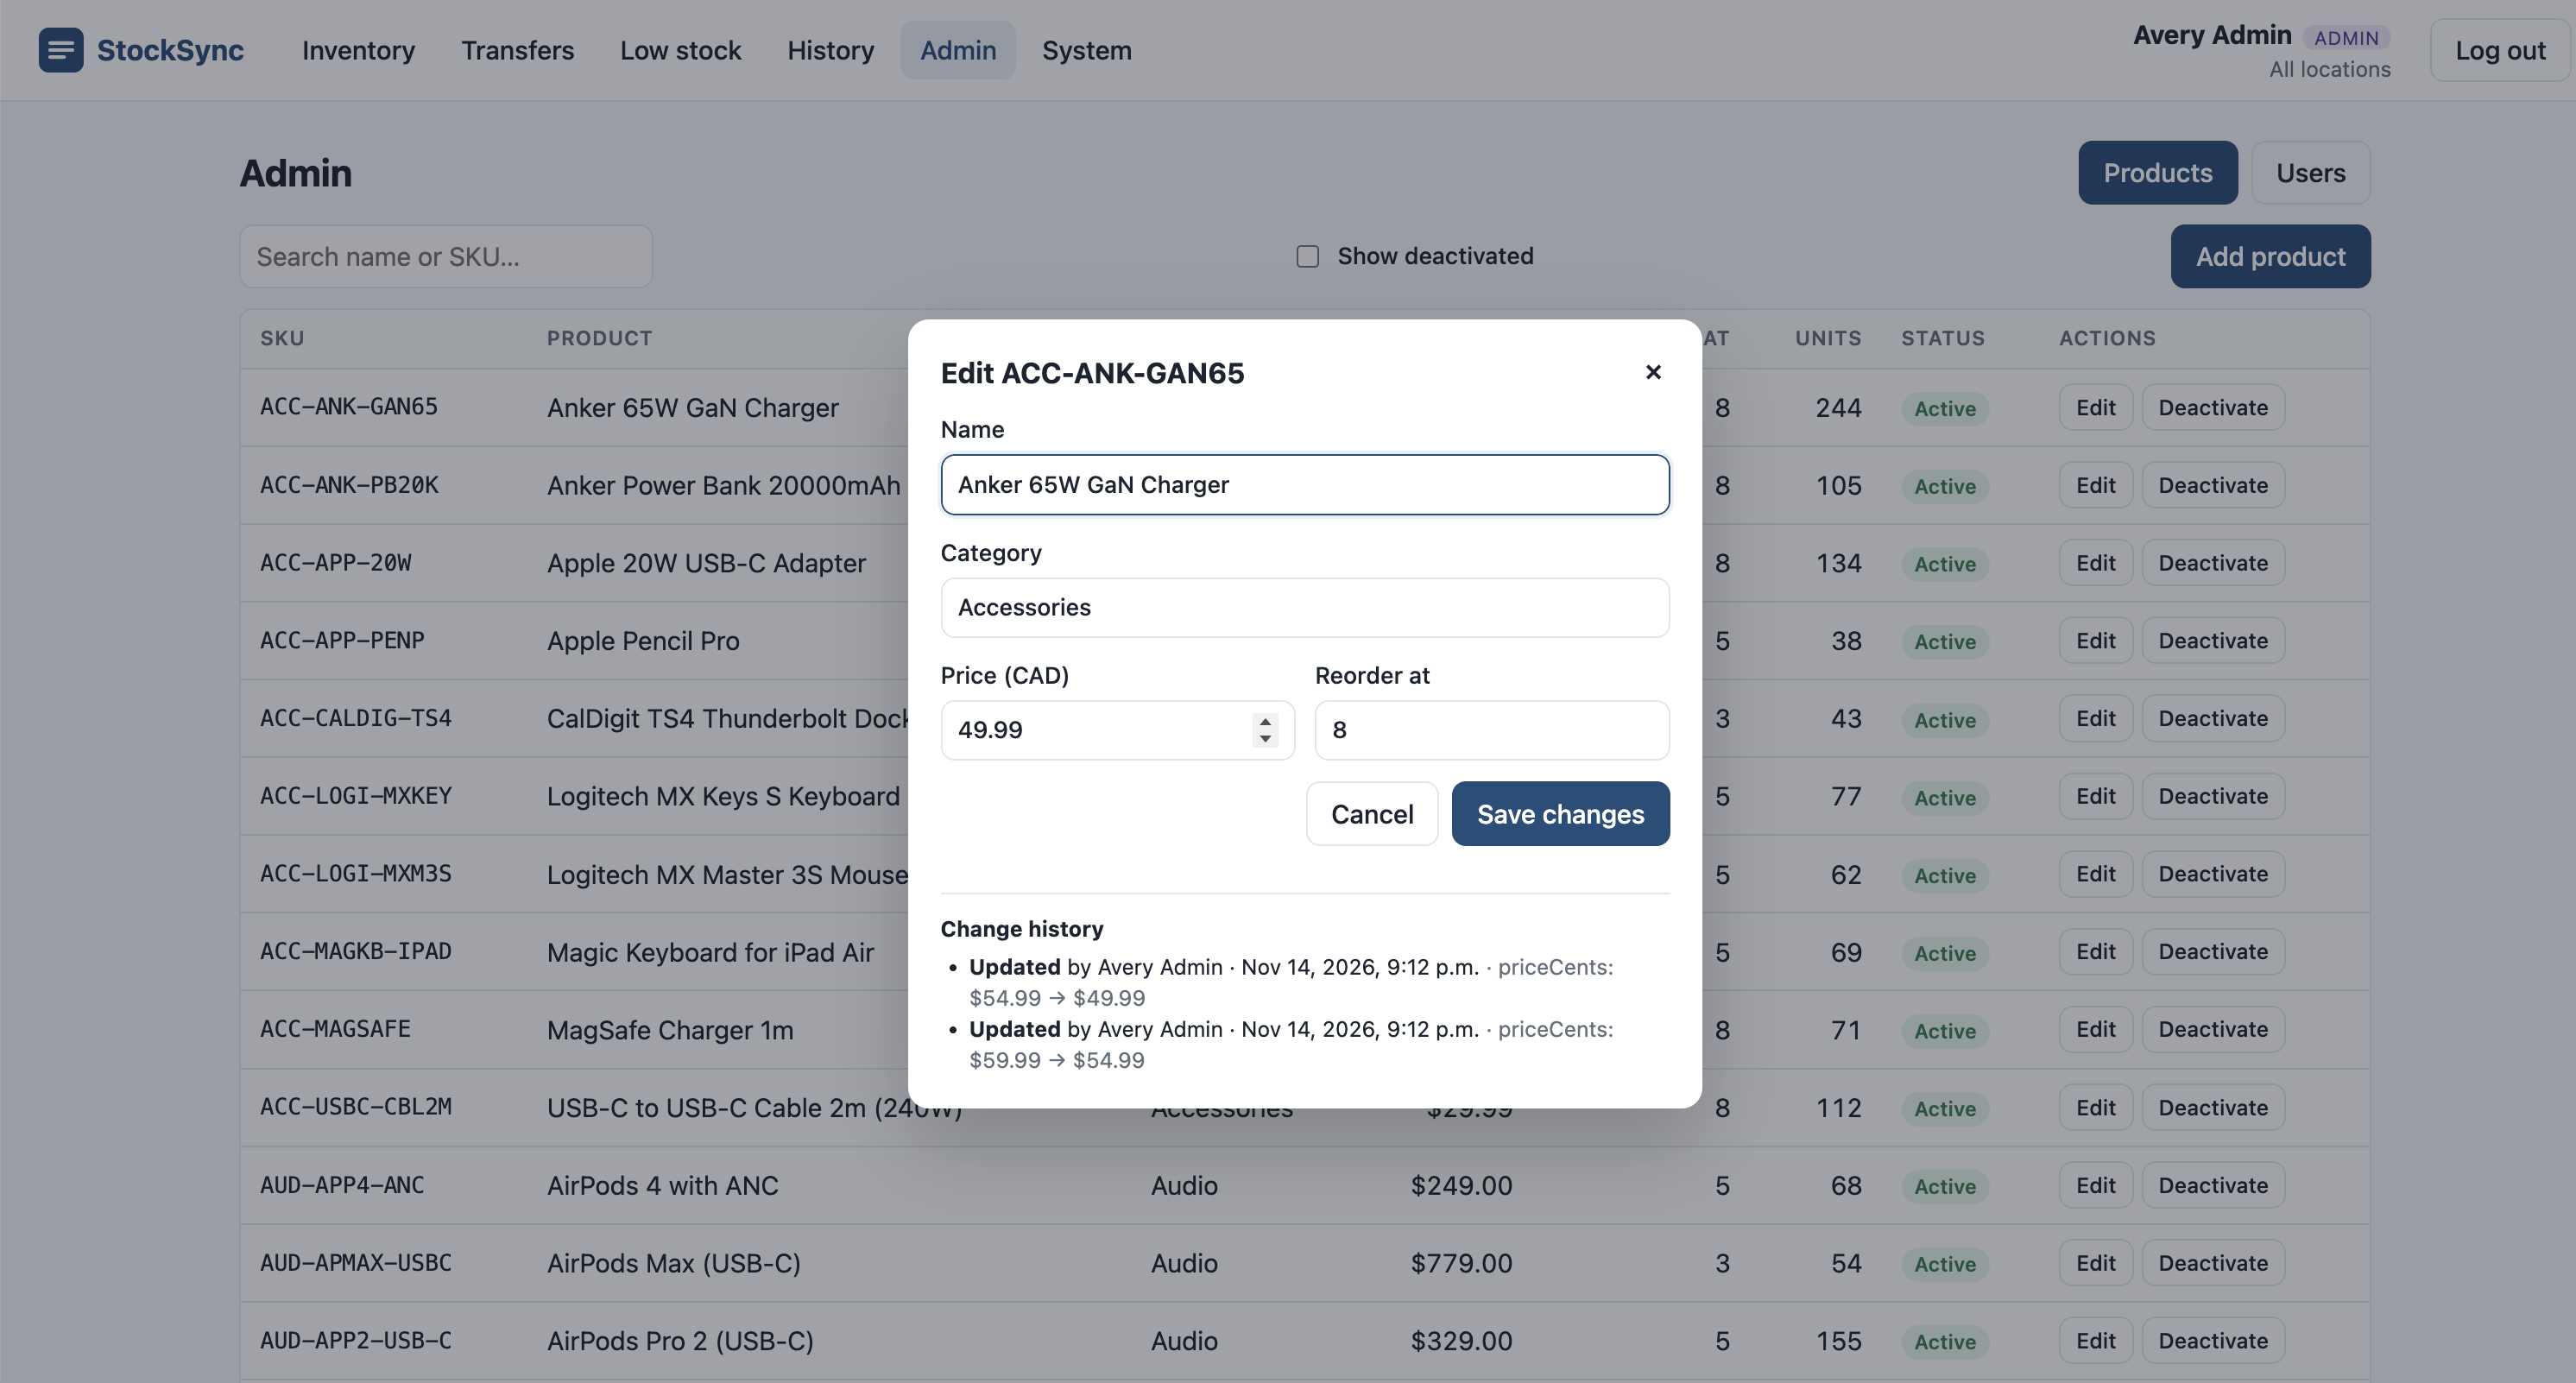 StockSync Inventory Transfers Low stock History Admin System Avery Admin ADMIN Log out
All locations
Admin Products Users
Search name or SKU... Show deactivated Add product
SKU PRODUCT AT UNITS STATUS ACTIONS
ACC-ANK-GAN65 Anker 65W GaN Charger 8 244 Active Edit Deactivate
ACC-ANK-PB20K Anker Power Bank 20000mAh 8 105 Active Edit Deactivate
ACC-APP-20W Apple 20W USB-C Adapter 8 134 Active Edit Deactivate
ACC-APP-PENP Apple Pencil Pro 5 38 Active Edit Deactivate
ACC-CALDIG-TS4 CalDigit TS4 Thunderbolt Dock 3 43 Active Edit Deactivate
ACC-LOGI-MXKEY Logitech MX Keys S Keyboard 5 77 Active Edit Deactivate
ACC-LOGI-MXM3S Logitech MX Master 3S Mouse 5 62 Active Edit Deactivate
ACC-MAGKB-IPAD Magic Keyboard for iPad Air 5 69 Active Edit Deactivate
ACC-MAGSAFE MagSafe Charger 1m 8 71 Active Edit Deactivate
ACC-USBC-CBL2M USB-C to USB-C Cable 2m (240W) Accessories $29.99 8 112 Active Edit Deactivate
AUD-APP4-ANC AirPods 4 with ANC Audio $249.00 5 68 Active Edit Deactivate
AUD-APMAX-USBC AirPods Max (USB-C) Audio $779.00 3 54 Active Edit Deactivate
AUD-APP2-USB-C AirPods Pro 2 (USB-C) Audio $329.00 5 155 Active Edit Deactivate
Edit ACC-ANK-GAN65 ×
Name
Anker 65W GaN Charger
Category
Accessories
Price (CAD) Reorder at
49.99 8
Cancel Save changes
Change history
• Updated by Avery Admin · Nov 14, 2026, 9:12 p.m. · priceCents:
$54.99 → $49.99
• Updated by Avery Admin · Nov 14, 2026, 9:12 p.m. · priceCents:
$59.99 → $54.99